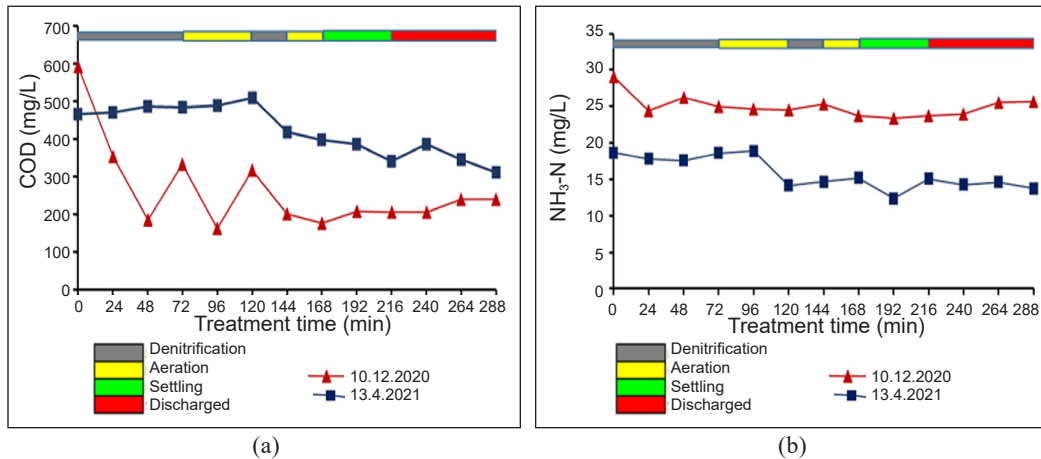 700
600
500
400
300
200
100
0
COD (mg/L)
0 24 48 72 96 120 144 168 192 216 240 264 288
Treatment time (min)
Denitrification
Aeration
Settling
Discharged
10.12.2020
13.4.2021
(a)
35
30
25
20
15
10
5
0
NH₃-N (mg/L)
0 24 48 72 96 120 144 168 192 216 240 264 288
Treatment time (min)
Denitrification
Aeration
Settling
Discharged
10.12.2020
13.4.2021
(b)